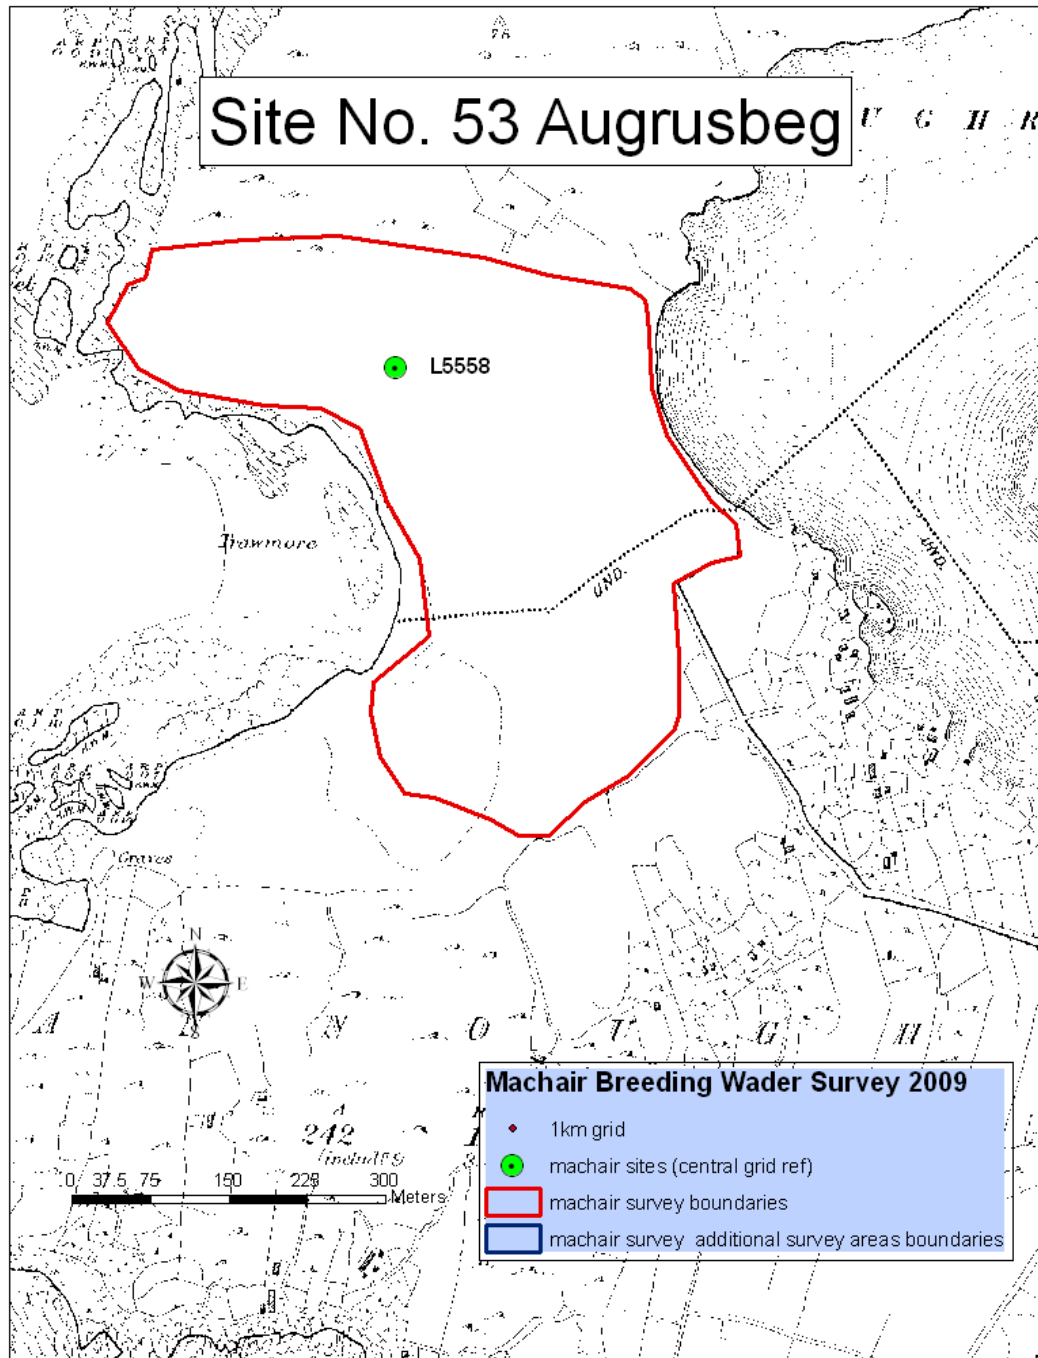 Site No. 53 Augrusbeg
U G H R
L5558
Trawmore
UND.
UND.
Graves
N
W E
S
A N N O T G H
242
Machair Breeding Wader Survey 2009
1km grid
machair sites (central grid ref)
machair survey boundaries
machair survey additional survey areas boundaries
0 37.5 75 150 225 300
Meters